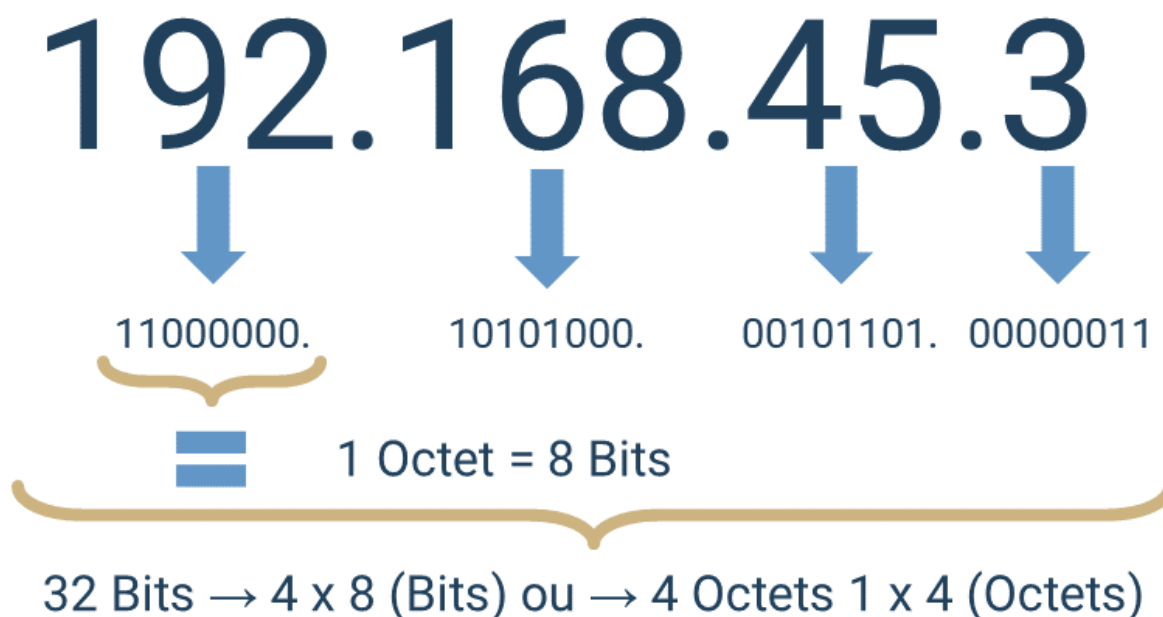 192.168.45.3
11000000. 10101000. 00101101. 00000011
1 Octet = 8 Bits
32 Bits → 4 x 8 (Bits) ou → 4 Octets 1 x 4 (Octets)